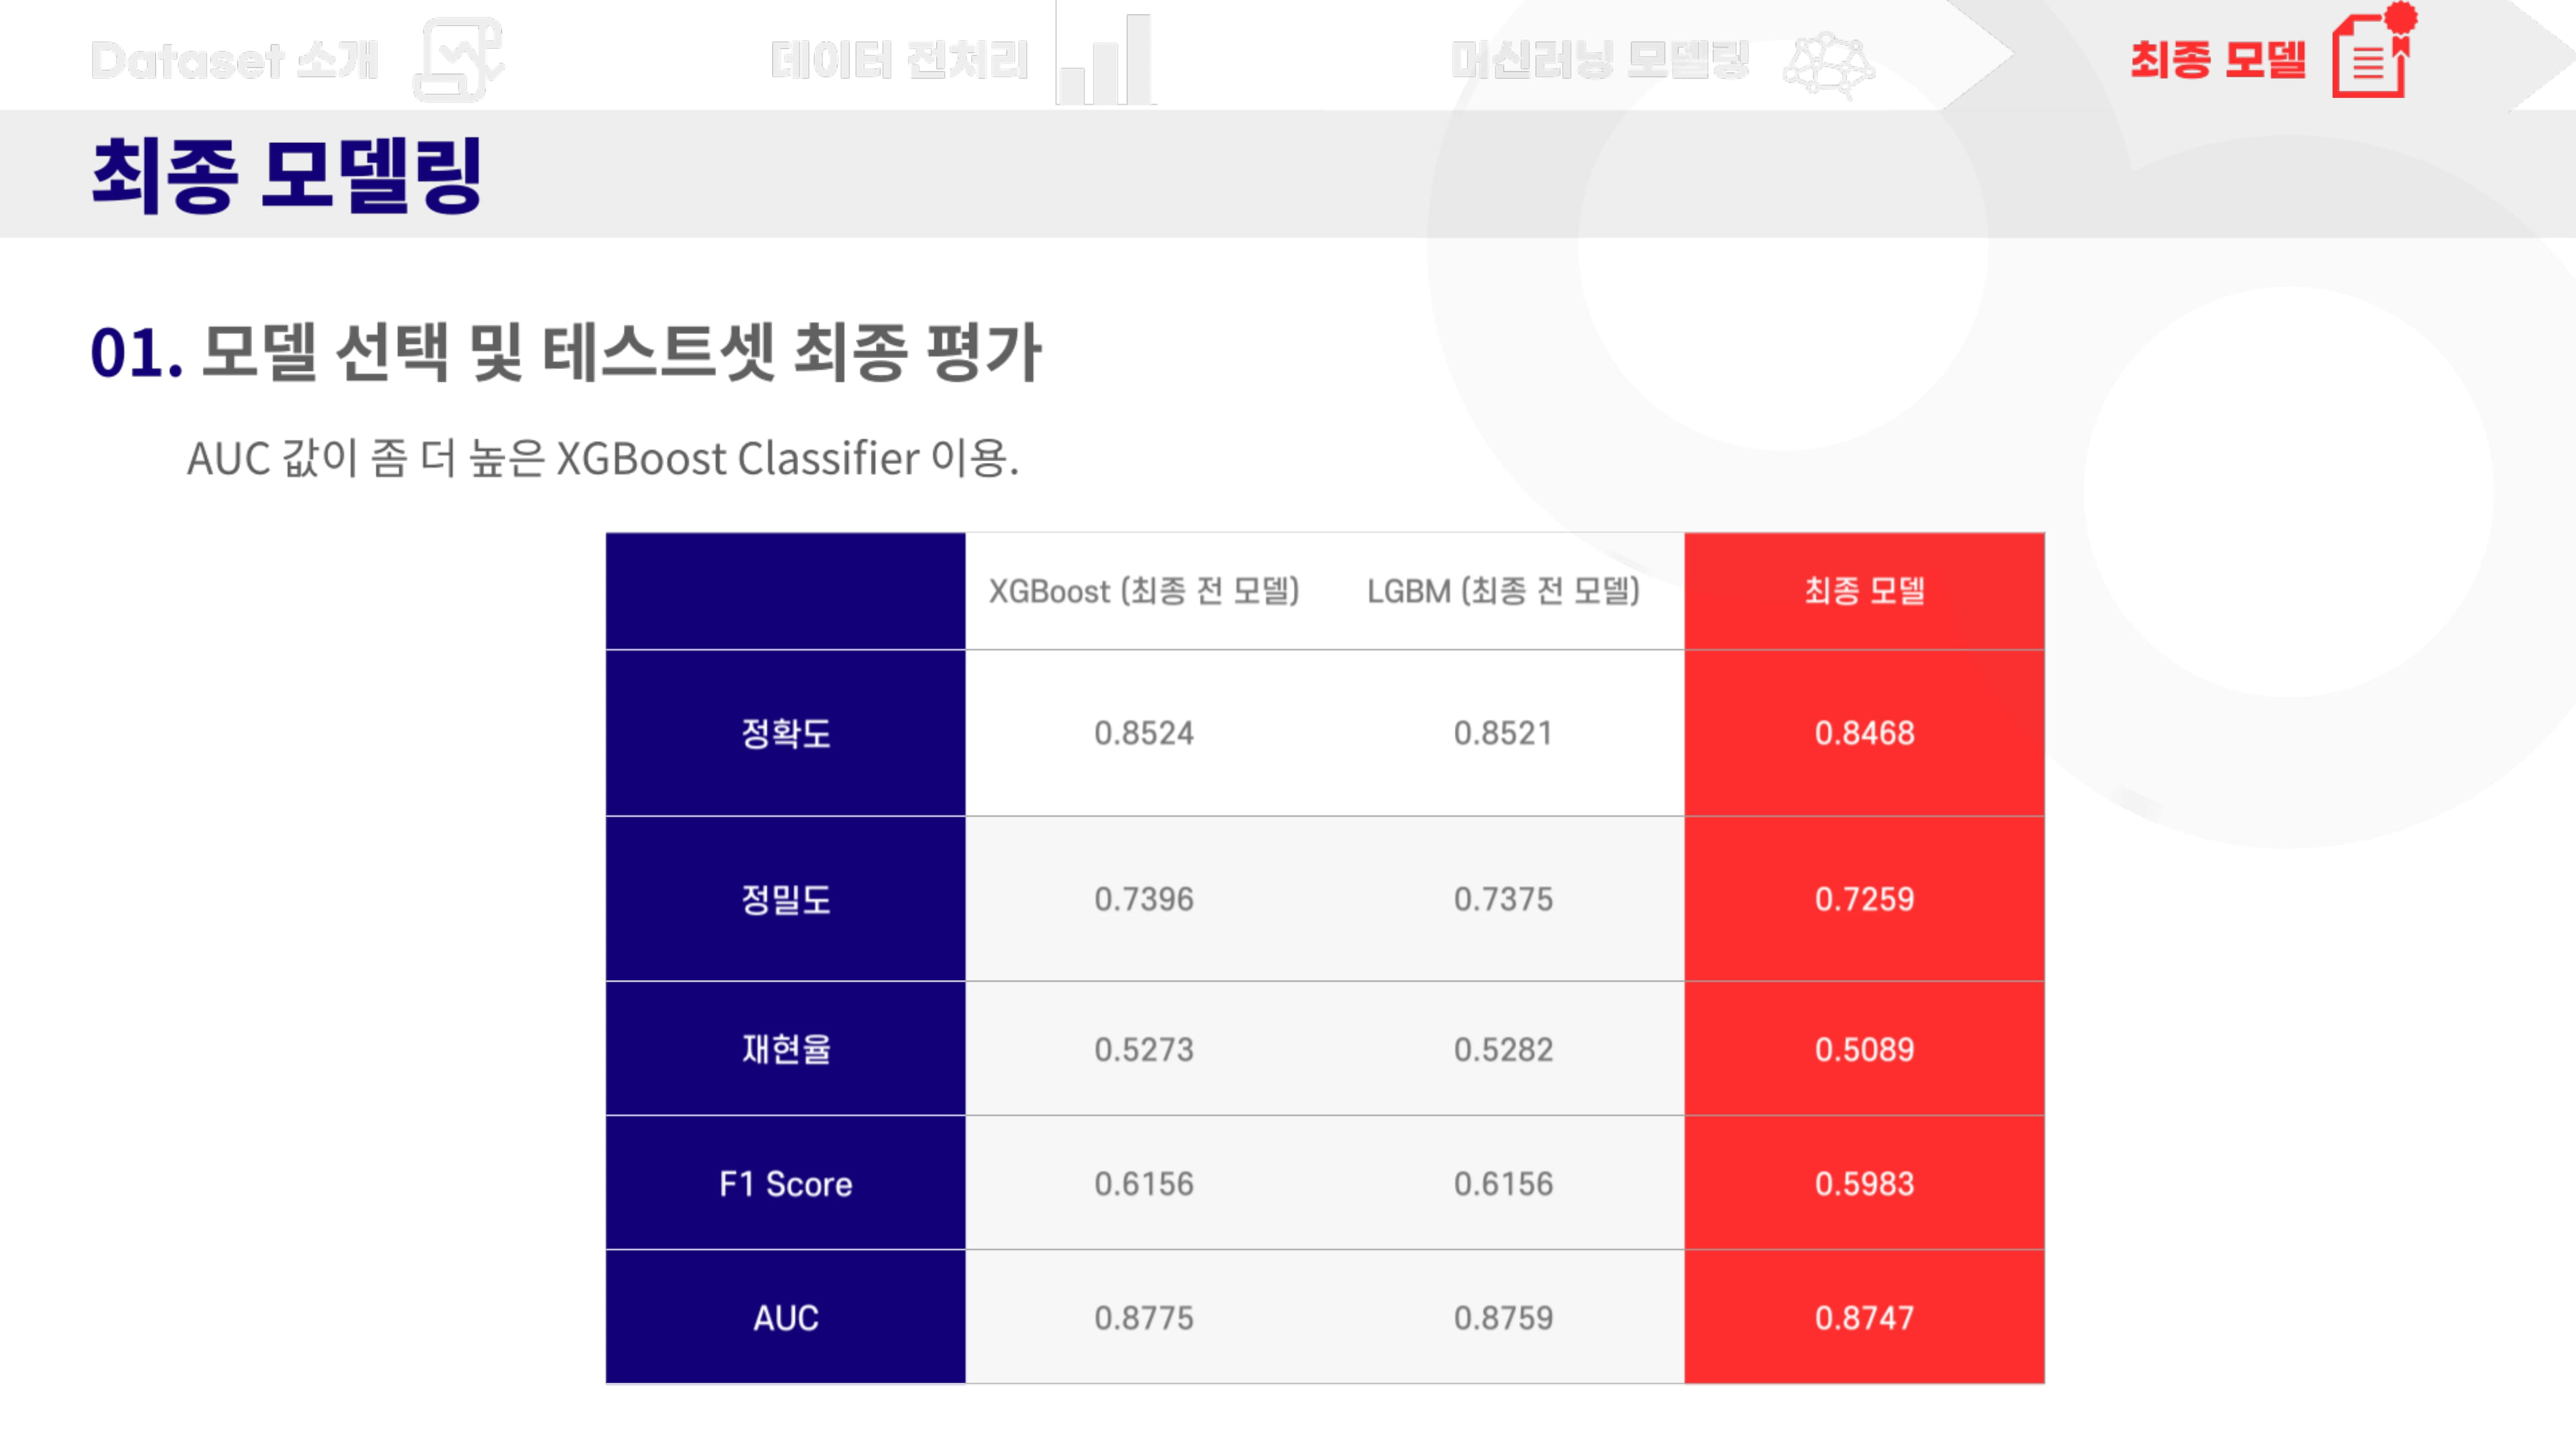 Dataset 소개
데이터 전처리
머신러닝 모델링
최종 모델
최종 모델링
01. 모델 선택 및 테스트셋 최종 평가
AUC 값이 좀 더 높은 XGBoost Classifier 이용.
XGBoost (최종 전 모델) LGBM (최종 전 모델) 최종 모델
정확도 0.8524 0.8521 0.8468
정밀도 0.7396 0.7375 0.7259
재현율 0.5273 0.5282 0.5089
F1 Score 0.6156 0.6156 0.5983
AUC 0.8775 0.8759 0.8747